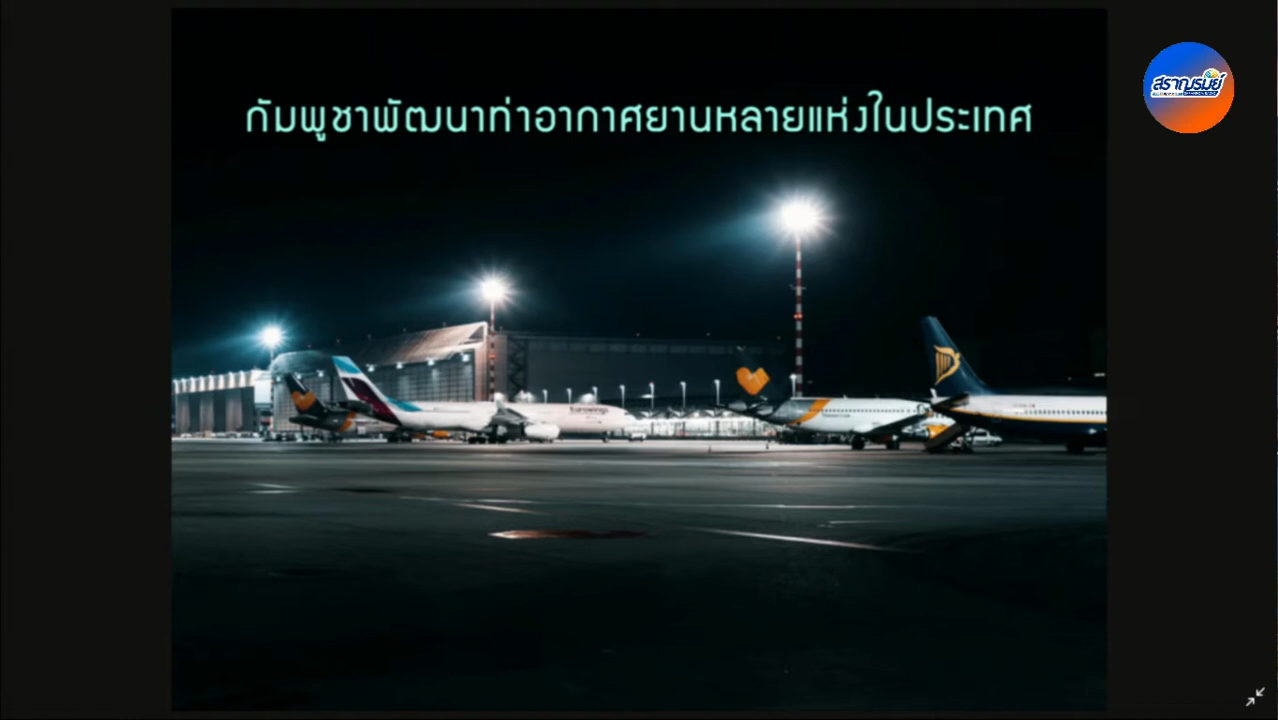 กัมพูชาพัฒนาท่าอากาศยานหลายแห่งในประเทศ
สราญรมย์
eurowings